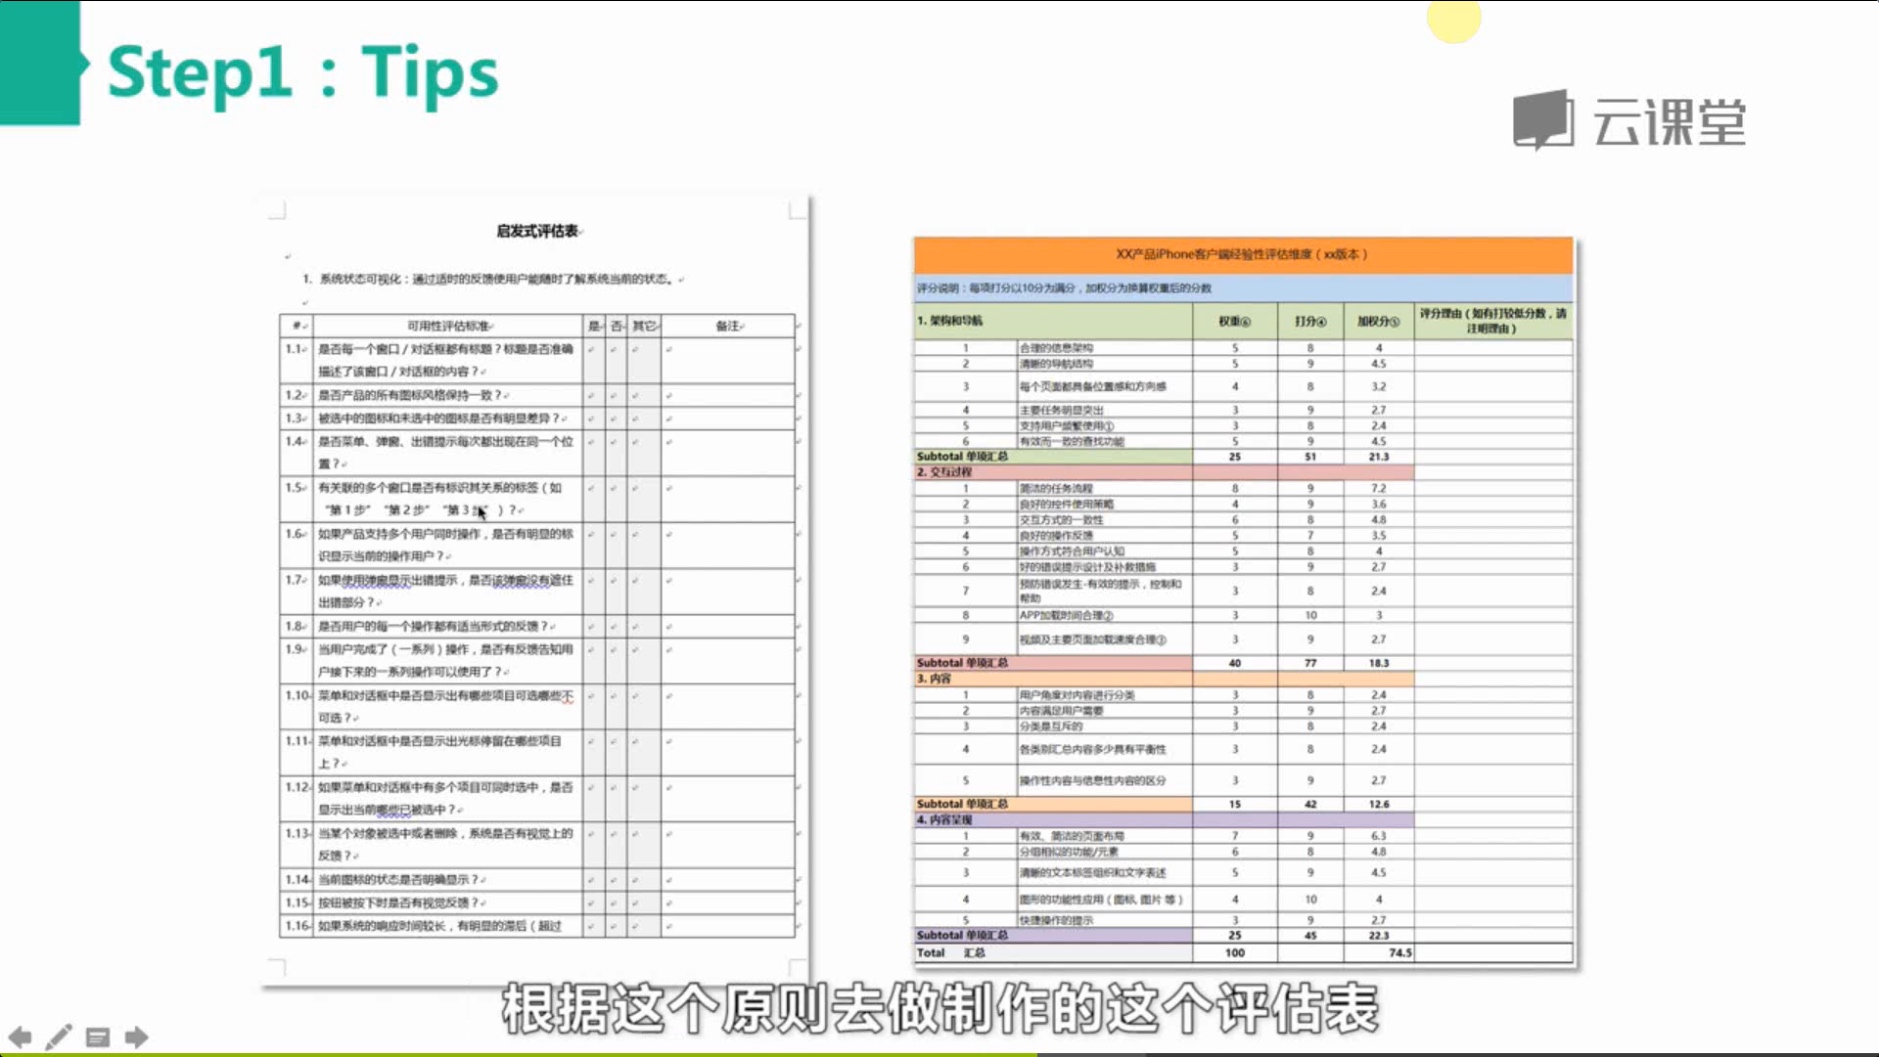 Step1：Tips
云课堂
启发式评估表
1. 系统状态可视化：通过适时的反馈使用户能随时了解系统当前的状态。
# 可用性评估标准 是 否 其它 备注
1.1 是否每一个窗口/对话框都有标题？标题是否准确
描述了该窗口/对话框的内容？
1.2 是否产品的所有图标风格保持一致？
1.3 被选中的图标和未选中的图标是否有明显差异？
1.4 是否菜单、弹窗、出错提示每次都出现在同一个位
置？
1.5 有关联的多个窗口是否有标识其关系的标签（如
“第1步” “第2步” “第3步”）？
1.6 如果产品支持多个用户同时操作，是否有明显的标
识显示当前的操作用户？
1.7 如果使用弹窗显示出错提示，是否该弹窗没有遮住
出错部分？
1.8 是否用户的每一个操作都有适当形式的反馈？
1.9 当用户完成了（一系列）操作，是否有反馈告知用
户接下来的一系列操作可以使用了？
1.10 菜单和对话框中是否显示出有哪些项目可选哪些不
可选？
1.11 菜单和对话框中是否显示出光标停留在哪些项目
上？
1.12 如果菜单和对话框中有多个项目可同时选中，是否
显示出当前哪些已被选中？
1.13 当某个对象被选中或者删除，系统是否有视觉上的
反馈？
1.14 当前图标的状态是否明确显示？
1.15 按钮被按下时是否有视觉反馈？
1.16 如果系统的响应时间较长，有明显的滞后（超过
XX产品iPhone客户端经验性评估维度（xx版本）
评分说明：每项打分以10分为满分，加权分为换算权重后的分数
1. 架构和导航 权重⑥ 打分④ 加权分⑤ 评分理由（如有打较低分数，请
注明理由）
1 合理的信息架构 5 8 4
2 清晰的导航结构 5 9 4.5
3 每个页面都具备位置感和方向感 4 8 3.2
4 主要任务明显突出 3 9 2.7
5 支持用户频繁使用① 3 8 2.4
6 有效而一致的查找功能 5 9 4.5
Subtotal 单项汇总 25 51 21.3
2. 交互过程
1 简洁的任务流程 8 9 7.2
2 良好的控件使用策略 4 9 3.6
3 交互方式的一致性 6 8 4.8
4 良好的操作反馈 5 7 3.5
5 操作方式符合用户认知 5 8 4
6 好的错误提示设计及补救措施 3 9 2.7
7 预防错误发生-有效的提示，控制和
帮助 3 8 2.4
8 APP加载时间合理② 3 10 3
9 视频及主要页面加载速度合理③ 3 9 2.7
Subtotal 单项汇总 40 77 18.3
3. 内容
1 用户角度对内容进行分类 3 8 2.4
2 内容满足用户需要 3 9 2.7
3 分类是互斥的 3 8 2.4
4 各类别汇总内容多少具有平衡性 3 8 2.4
5 操作性内容与信息性内容的区分 3 9 2.7
Subtotal 单项汇总 15 42 12.6
4. 内容呈现
1 有效、简洁的页面布局 7 9 6.3
2 分组相似的功能/元素 6 8 4.8
3 清晰的文本标签组织和文字表述 5 9 4.5
4 图形的功能性应用（图标, 图片 等） 4 10 4
5 快捷操作的提示 3 9 2.7
Subtotal 单项汇总 25 45 22.3
Total 汇总 100 74.5
根据这个原则去做制作的这个评估表